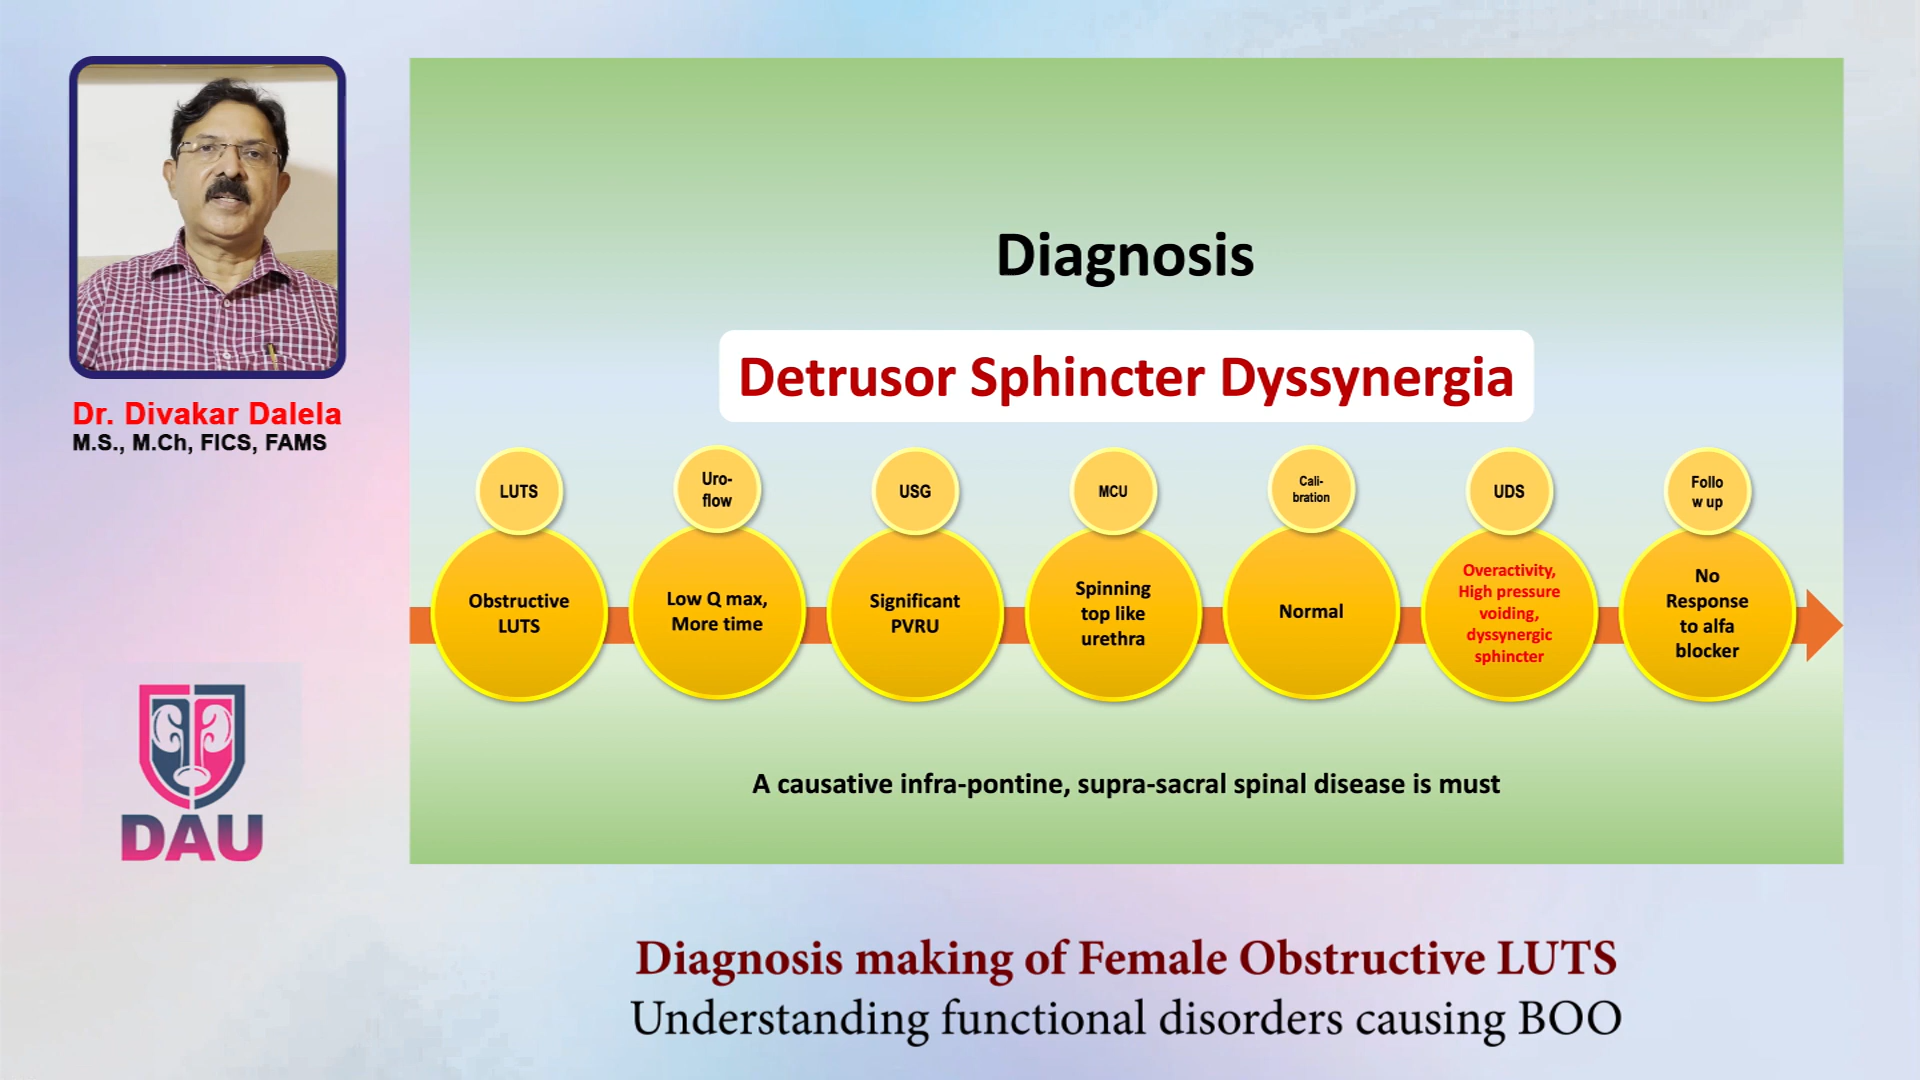 Dr. Divakar Dalela
M.S., M.Ch, FICS, FAMS
DAU
Diagnosis
Detrusor Sphincter Dyssynergia
LUTS
Obstructive
LUTS
Uro-
flow
Low Q max,
More time
USG
Significant
PVRU
MCU
Spinning
top like
urethra
Cali-
bration
Normal
UDS
Overactivity,
High pressure
voiding,
dyssynergic
sphincter
Follo
w up
No
Response
to alfa
blocker
A causative infra-pontine, supra-sacral spinal disease is must
Diagnosis making of Female Obstructive LUTS
Understanding functional disorders causing BOO